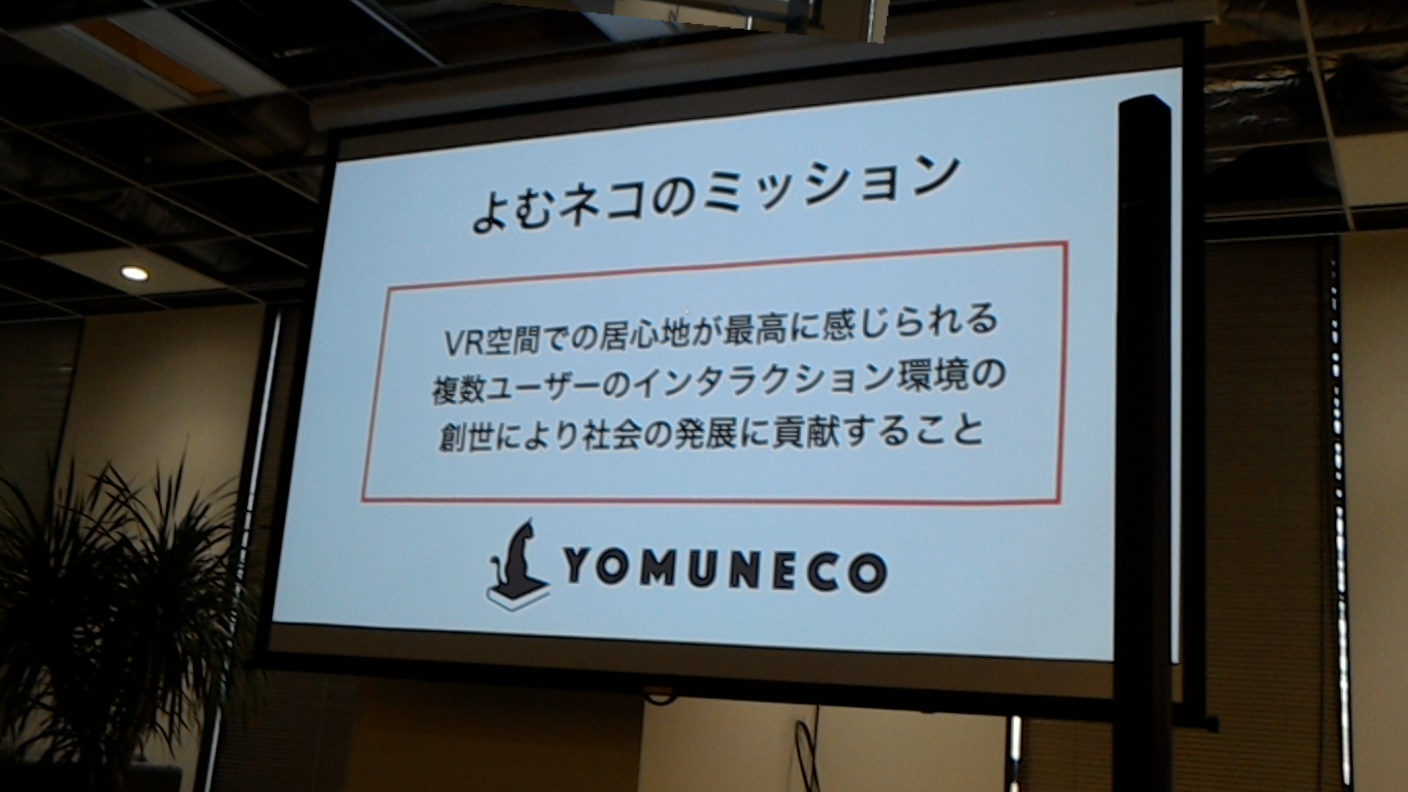 よむネコのミッション
VR空間での居心地が最高に感じられる
複数ユーザーのインタラクション環境の
創世により社会の発展に貢献すること
YOMUNECO